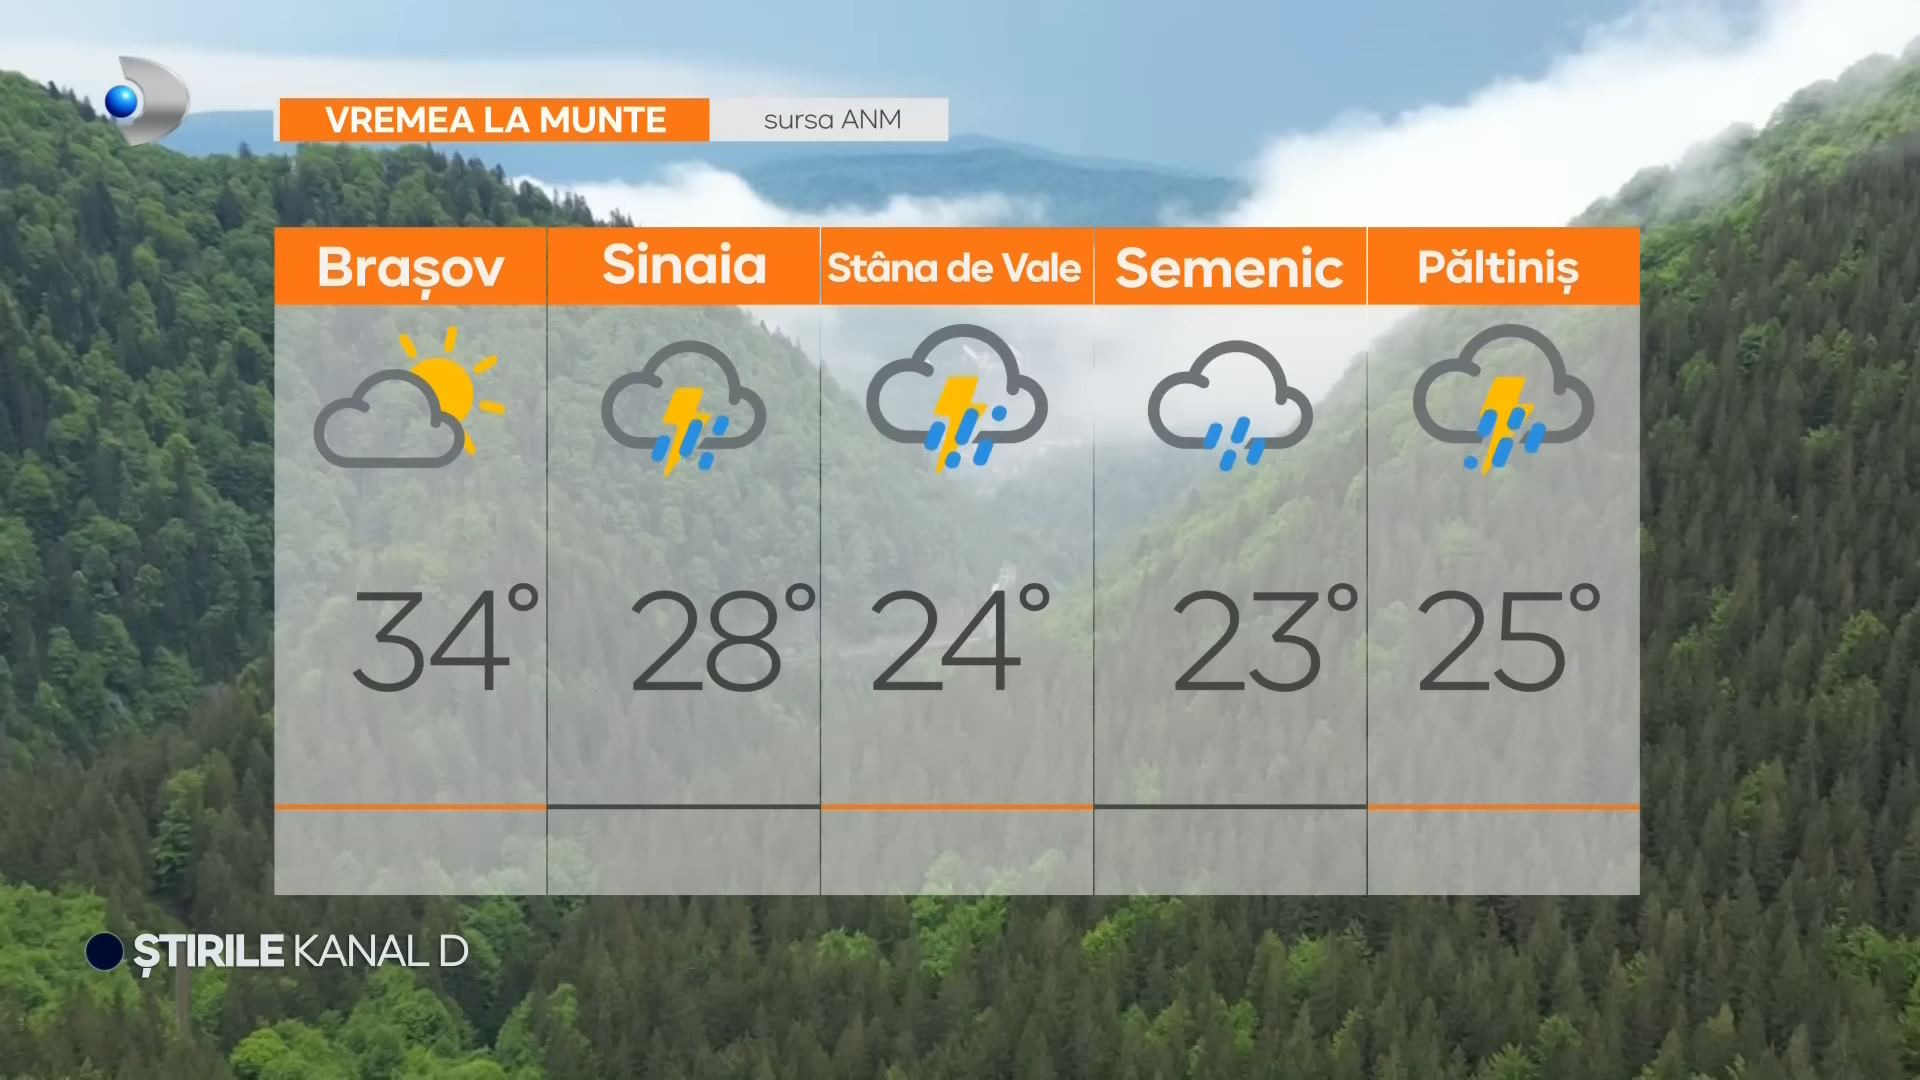 VREMEA LA MUNTE
sursa ANM
Brașov
Sinaia
Stâna de Vale
Semenic
Păltiniș
34°
28°
24°
23°
25°
ȘTIRILE KANAL D